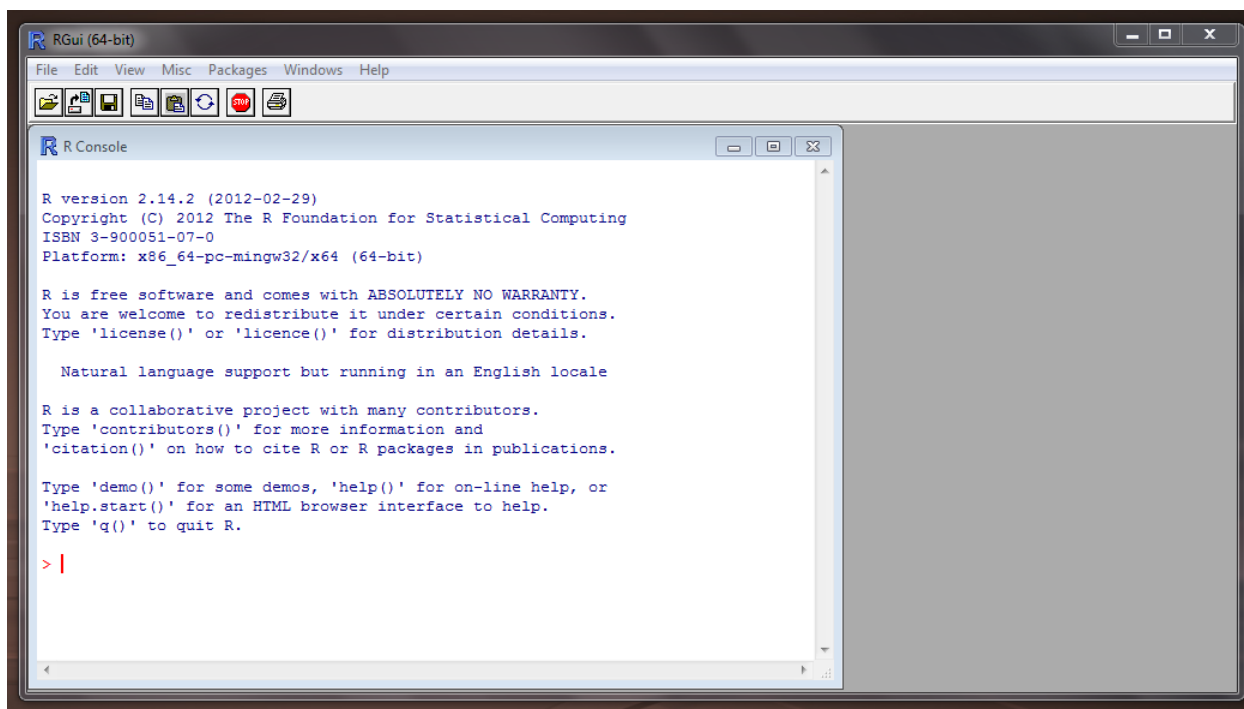 RGui (64-bit)
File Edit View Misc Packages Windows Help
STOP
R Console
R version 2.14.2 (2012-02-29)
Copyright (C) 2012 The R Foundation for Statistical Computing
ISBN 3-900051-07-0
Platform: x86_64-pc-mingw32/x64 (64-bit)
R is free software and comes with ABSOLUTELY NO WARRANTY.
You are welcome to redistribute it under certain conditions.
Type 'license()' or 'licence()' for distribution details.
Natural language support but running in an English locale
R is a collaborative project with many contributors.
Type 'contributors()' for more information and
'citation()' on how to cite R or R packages in publications.
Type 'demo()' for some demos, 'help()' for on-line help, or
'help.start()' for an HTML browser interface to help.
Type 'q()' to quit R.
>